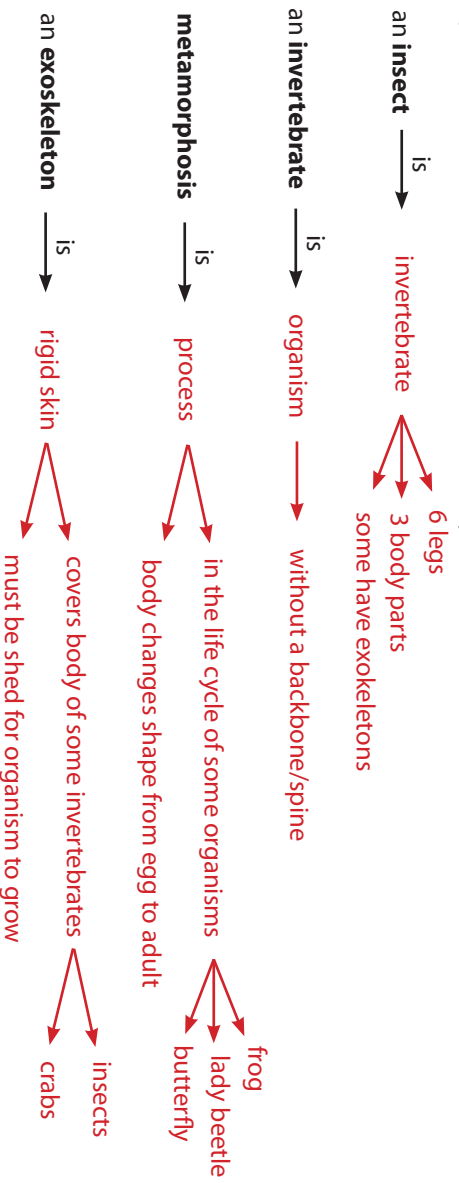 an insect is invertebrate
6 legs
3 body parts
some have exokeletons
an invertebrate is organism without a backbone/spine
metamorphosis is process
in the life cycle of some organisms
frog
lady beetle
butterfly
body changes shape from egg to adult
an exoskeleton is rigid skin
covers body of some invertebrates
insects
crabs
must be shed for organism to grow